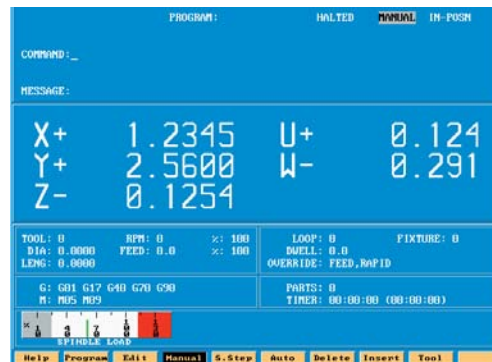 PROGRAM: HALTED MANUAL IN-POSN
COMMAND:_
MESSAGE:
X+ 1.2345 U+ 0.124
Y+ 2.5600 W- 0.291
Z- 0.1254
TOOL: 0 RPM: 0 %: 100 LOOP: 0 FIXTURE: 0
DIA: 0.0000 FEED: 0.0 %: 100 DWELL: 0.0
LENG: 0.0000 OVERRIDE: FEED,RAPID
G: G01 G17 G40 G70 G90 PARTS: 0
M: M05 M09 TIMER: 00:00:00 (00:00:00)
SPINDLE LOAD
Help Program Edit Manual S.Step Auto Delete Insert Tool